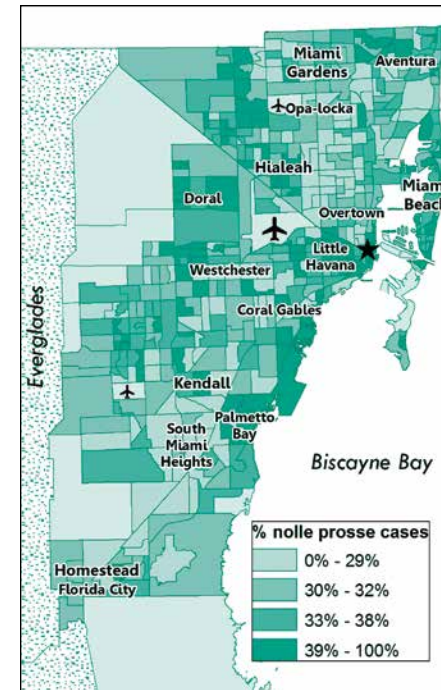 Miami
Gardens
Aventura
Opa-locka
Hialeah
Miami
Beach
Doral
Overtown
Little
Havana
Westchester
Coral Gables
Everglades
Kendall
Palmetto
Bay
South
Miami
Heights
Biscayne Bay
Homestead
Florida City
% nolle prosse cases
0% - 29%
30% - 32%
33% - 38%
39% - 100%